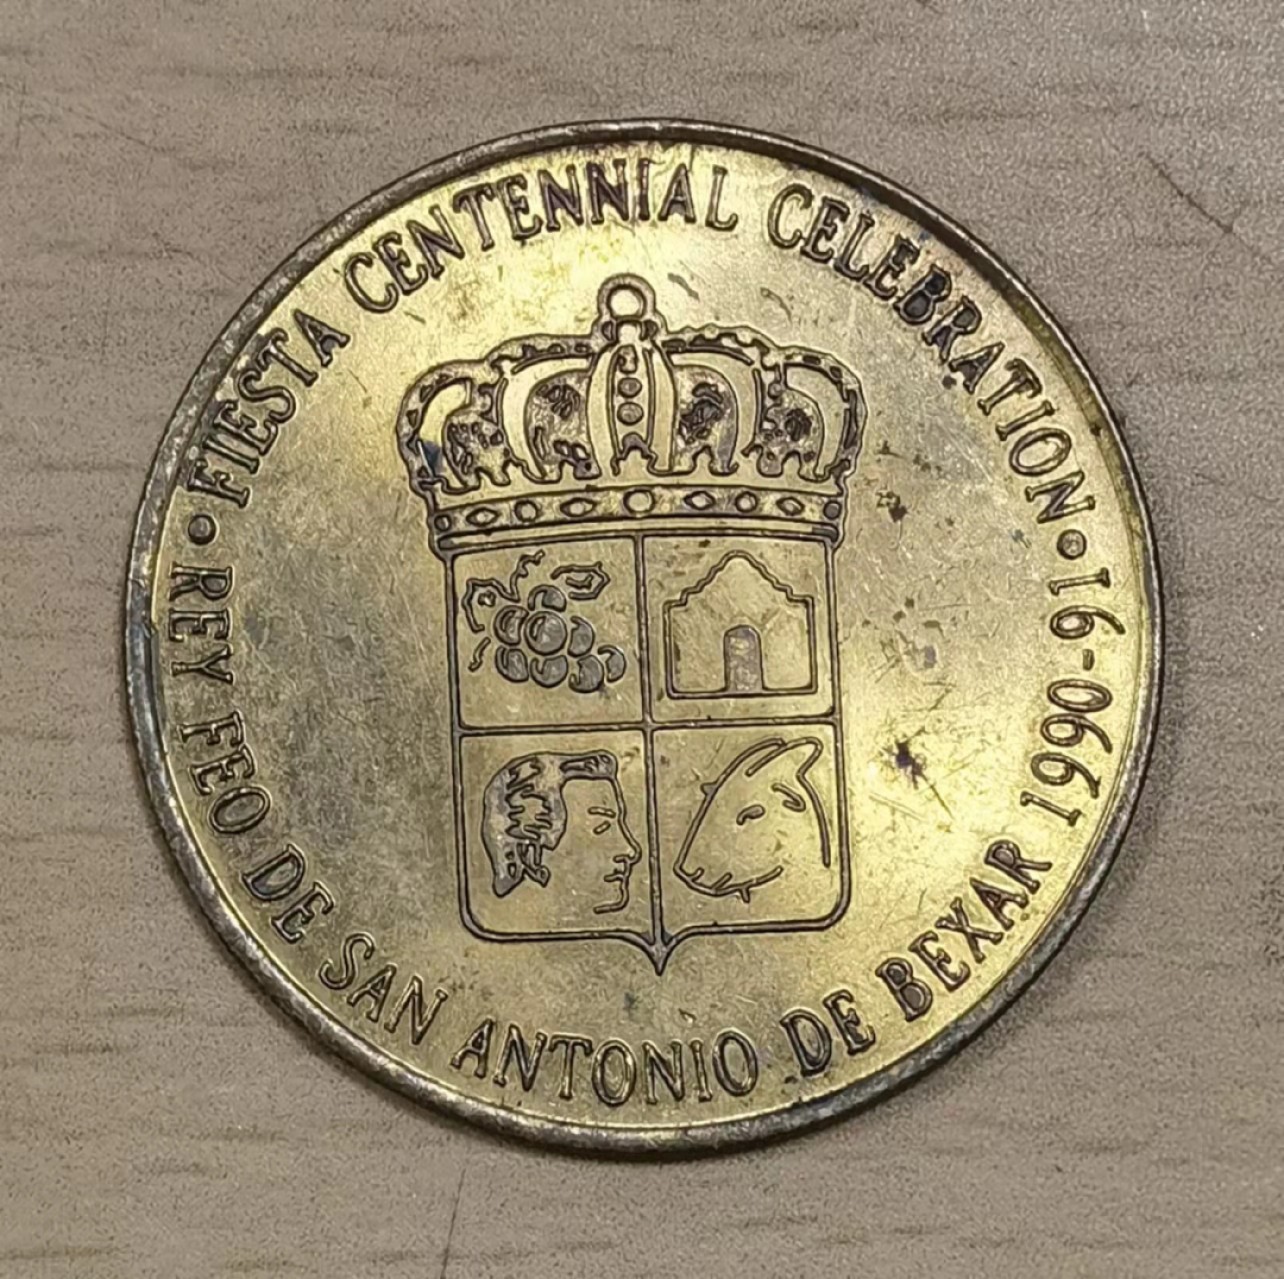 • FIESTA CENTENNIAL CELEBRATION •
REY FEO DE SAN ANTONIO DE BEXAR 1990-91